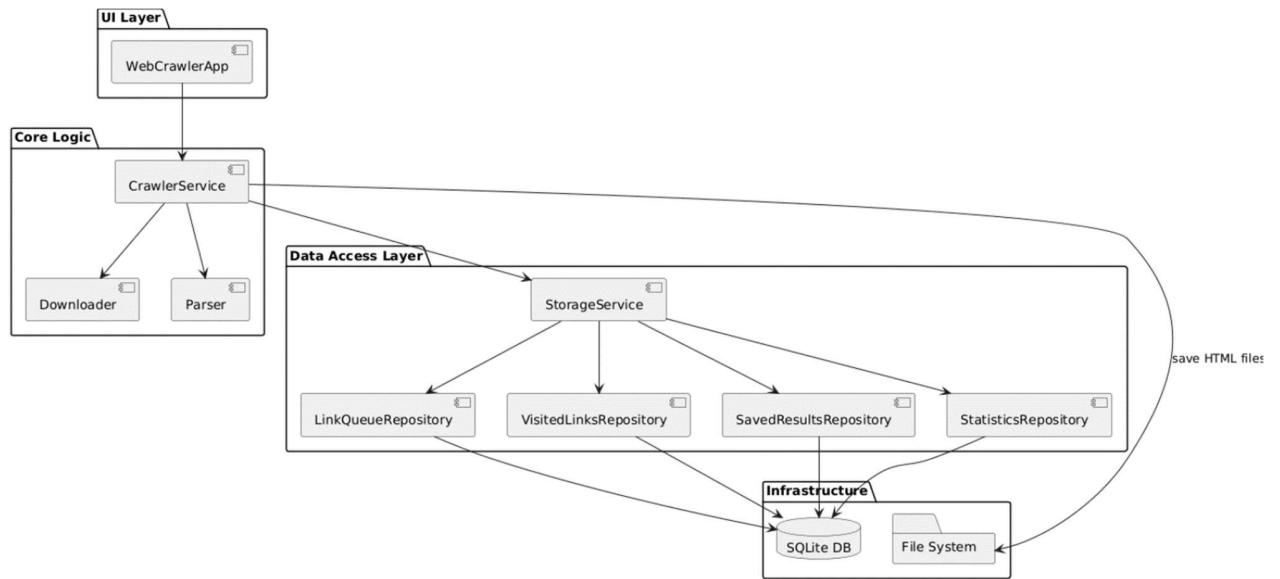 UI Layer
WebCrawlerApp
Core Logic
CrawlerService
Data Access Layer
Downloader
Parser
StorageService
save HTML files
LinkQueueRepository
VisitedLinksRepository
SavedResultsRepository
StatisticsRepository
Infrastructure
SQLite DB
File System